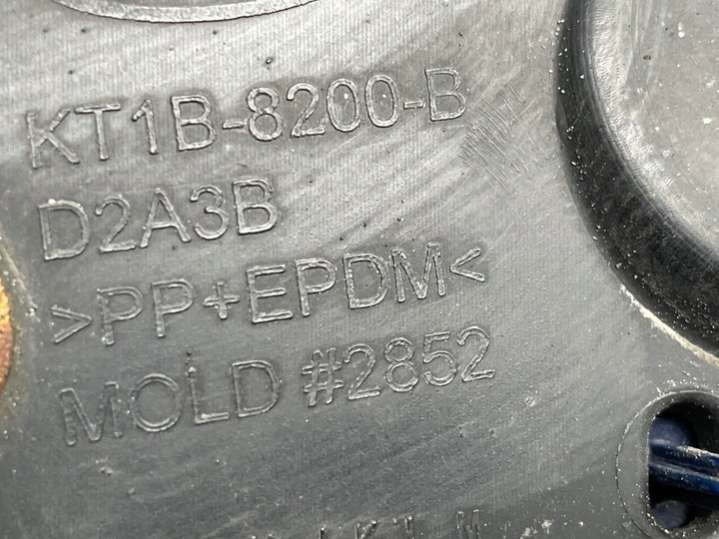 KT1B-8200-B
D2A3B
>PP+EPDM<
MOLD #2852